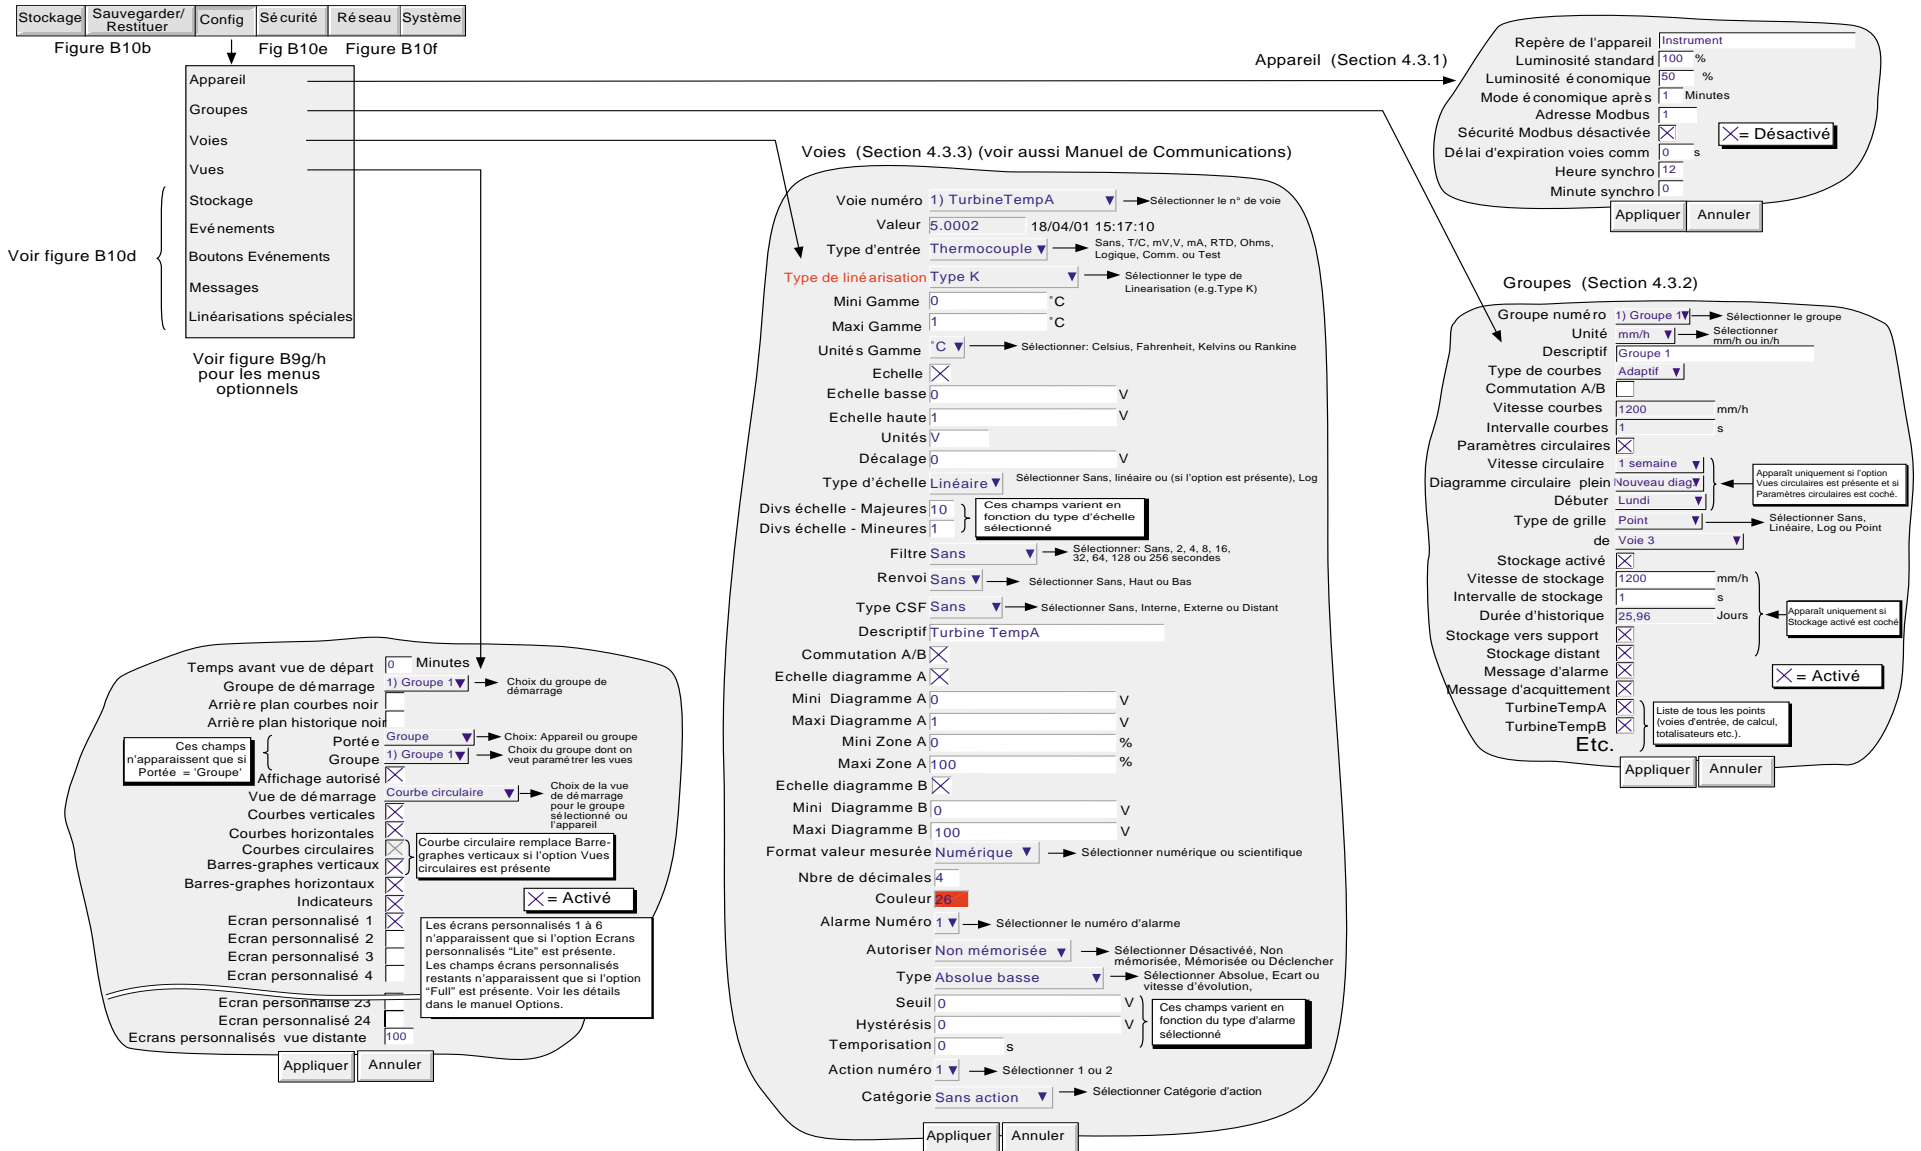 Stockage
Sauvegarder/
Restituer
Config
Sécurité
Réseau
Système
Figure B10b
Fig B10e
Figure B10f
Appareil
Groupes
Voies
Vues
Stockage
Evénements
Boutons Evénements
Messages
Linéarisations spéciales
Voir figure B10d
Voir figure B9g/h
pour les menus
optionnels
Appareil (Section 4.3.1)
Repère de l'appareil Instrument
Luminosité standard 100 %
Luminosité économique 50 %
Mode économique après 1 Minutes
Adresse Modbus 1
Sécurité Modbus désactivée
= Désactivé
Délai d'expiration voies comm 0 s
Heure synchro 12
Minute synchro 0
Appliquer Annuler
Voies (Section 4.3.3) (voir aussi Manuel de Communications)
Voie numéro 1) TurbineTempA Sélectionner le n° de voie
Valeur 5.0002 18/04/01 15:17:10
Type d'entrée Thermocouple Sans, T/C, mV,V, mA, RTD, Ohms,
Logique, Comm. ou Test
Type de linéarisation Type K Sélectionner le type de
Linearisation (e.g.Type K)
Mini Gamme 0 °C
Maxi Gamme 1 °C
Unités Gamme °C Sélectionner: Celsius, Fahrenheit, Kelvins ou Rankine
Echelle
Echelle basse 0 V
Echelle haute 1 V
Unités V
Décalage 0 V
Type d'échelle Linéaire Sélectionner Sans, linéaire ou (si l'option est présente), Log
Divs échelle - Majeures 10
Divs échelle - Mineures 1
Ces champs varient en
fonction du type d'échelle
sélectionné
Filtre Sans Sélectionner: Sans, 2, 4, 8, 16,
32, 64, 128 ou 256 secondes
Renvoi Sans Sélectionner Sans, Haut ou Bas
Type CSF Sans Sélectionner Sans, Interne, Externe ou Distant
Descriptif Turbine TempA
Commutation A/B
Echelle diagramme A
Mini Diagramme A 0 V
Maxi Diagramme A 1 V
Mini Zone A 0 %
Maxi Zone A 100 %
Echelle diagramme B
Mini Diagramme B 0 V
Maxi Diagramme B 100 V
Format valeur mesurée Numérique Sélectionner numérique ou scientifique
Nbre de décimales 4
Couleur 26
Alarme Numéro 1 Sélectionner le numéro d'alarme
Autoriser Non mémorisée Sélectionner Désactivéé, Non
mémorisée, Mémorisée ou Déclencher
Type Absolue basse Sélectionner Absolue, Ecart ou
vitesse d'évolution,
Seuil 0 V
Hystérésis 0 V
Temporisation 0 s
Ces champs varient en
fonction du type d'alarme
sélectionné
Action numéro 1 Sélectionner 1 ou 2
Catégorie Sans action Sélectionner Catégorie d'action
Appliquer Annuler
Groupes (Section 4.3.2)
Groupe numéro 1) Groupe 1 Sélectionner le groupe
Unité mm/h Sélectionner
mm/h ou in/h
Descriptif Groupe 1
Type de courbes Adaptif
Commutation A/B
Vitesse courbes 1200 mm/h
Intervalle courbes 1 s
Paramètres circulaires
Vitesse circulaire 1 semaine
Diagramme circulaire plein Nouveau diag
Débuter Lundi
Apparaît uniquement si l'option
Vues circulaires est présente et si
Paramètres circulaires est coché.
Type de grille Point Sélectionner Sans,
Linéaire, Log ou Point
de Voie 3
Stockage activé
Vitesse de stockage 1200 mm/h
Intervalle de stockage 1 s
Durée d'historique 25,96 Jours
Apparaît uniquement si
Stockage activé est coché
Stockage vers support
Stockage distant
Message d'alarme
Message d'acquittement
= Activé
TurbineTempA
TurbineTempB
Etc.
Liste de tous les points
(voies d'entrée, de calcul,
totalisateurs etc.).
Appliquer Annuler
Temps avant vue de départ 0 Minutes
Groupe de démarrage 1) Groupe 1 Choix du groupe de
démarrage
Arrière plan courbes noir
Arrière plan historique noir
Portée Groupe Choix: Appareil ou groupe
Groupe 1) Groupe 1 Choix du groupe dont on
veut paramétrer les vues
Ces champs
n'apparaissent que si
Portée = 'Groupe'
Affichage autorisé
Vue de démarrage Courbe circulaire Choix de la vue
de démarrage
pour le groupe
sélectionné ou
l'appareil
Courbes verticales
Courbes horizontales
Courbes circulaires
Barres-graphes verticaux
Courbe circulaire remplace Barre-
graphes verticaux si l'option Vues
circulaires est présente
Barres-graphes horizontaux
Indicateurs
= Activé
Ecran personnalisé 1
Ecran personnalisé 2
Ecran personnalisé 3
Ecran personnalisé 4
Ecran personnalisé 23
Ecran personnalisé 24
Ecrans personnalisés vue distante 100
Les écrans personnalisés 1 à 6
n'apparaissent que si l'option Ecrans
personnalisés “Lite” est présente.
Les champs écrans personnalisés
restants n'apparaissent que si l'option
“Full” est présente. Voir les détails
dans le manuel Options.
Appliquer Annuler